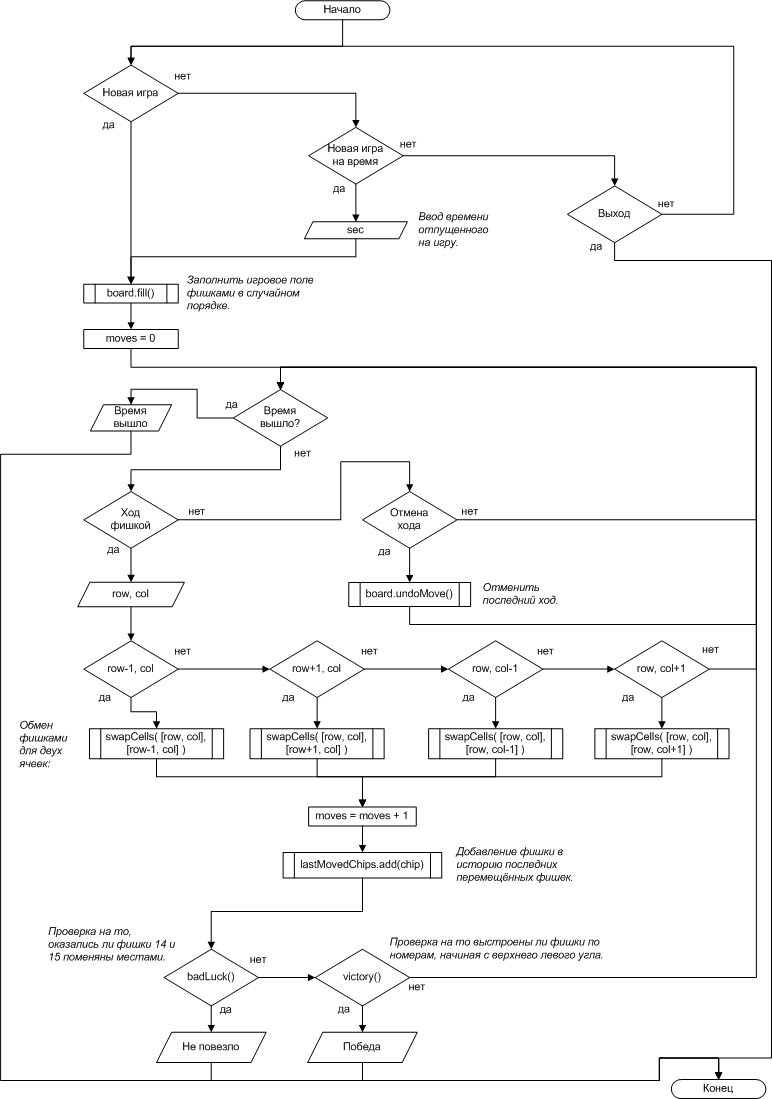 Начало
Новая игра
нет
да
Новая игра
на время
нет
да
Выход
нет
да
sec
Ввод времени
отпущенного
на игру.
board.fill()
Заполнить игровое поле
фишками в случайном
порядке.
moves = 0
Время
вышло
да
Время
вышло?
нет
Ход
фишкой
нет
да
Отмена
хода
нет
да
row, col
board.undoMove()
Отменить
последний ход.
row-1, col
нет
да
row+1, col
нет
да
row, col-1
нет
да
row, col+1
нет
да
Обмен
фишками
для двух
ячеек:
swapCells( [row, col],
[row-1, col] )
swapCells( [row, col],
[row+1, col] )
swapCells( [row, col],
[row, col-1] )
swapCells( [row, col],
[row, col+1] )
moves = moves + 1
lastMovedChips.add(chip)
Добавление фишки в
историю последних
перемещённых фишек.
Проверка на то,
оказались ли фишки 14 и
15 поменяны местами.
Проверка на то выстроены ли фишки по
номерам, начиная с верхнего левого угла.
badLuck()
нет
да
victory()
нет
да
Не повезло
Победа
Конец